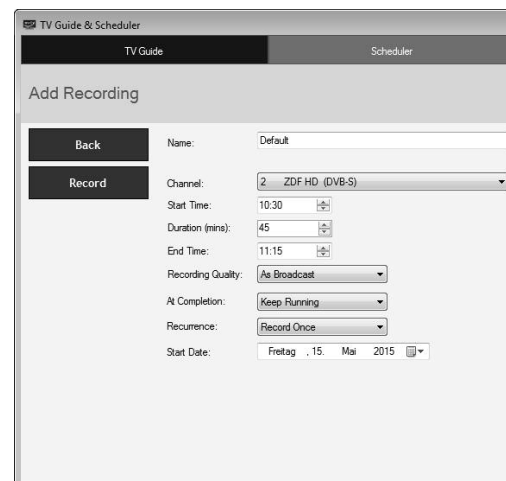 TV Guide & Scheduler
TV Guide Scheduler
Add Recording
Back
Record
Name: Default
Channel: 2 ZDF HD (DVB-S)
Start Time: 10:30
Duration (mins): 45
End Time: 11:15
Recording Quality: As Broadcast
At Completion: Keep Running
Recurrence: Record Once
Start Date: Freitag , 15. Mai 2015